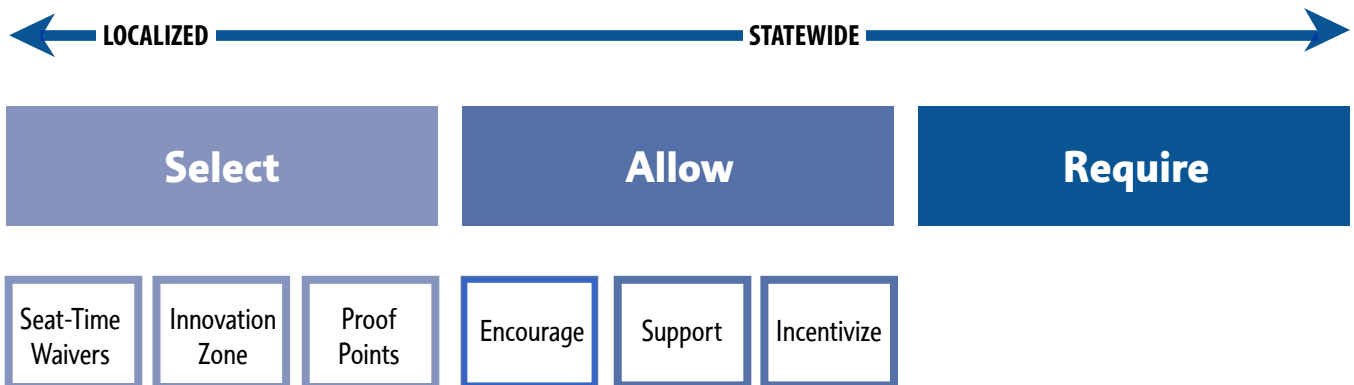 LOCALIZED STATEWIDE
Select Allow Require
Seat-Time
Waivers
Innovation
Zone
Proof
Points
Encourage
Support
Incentivize